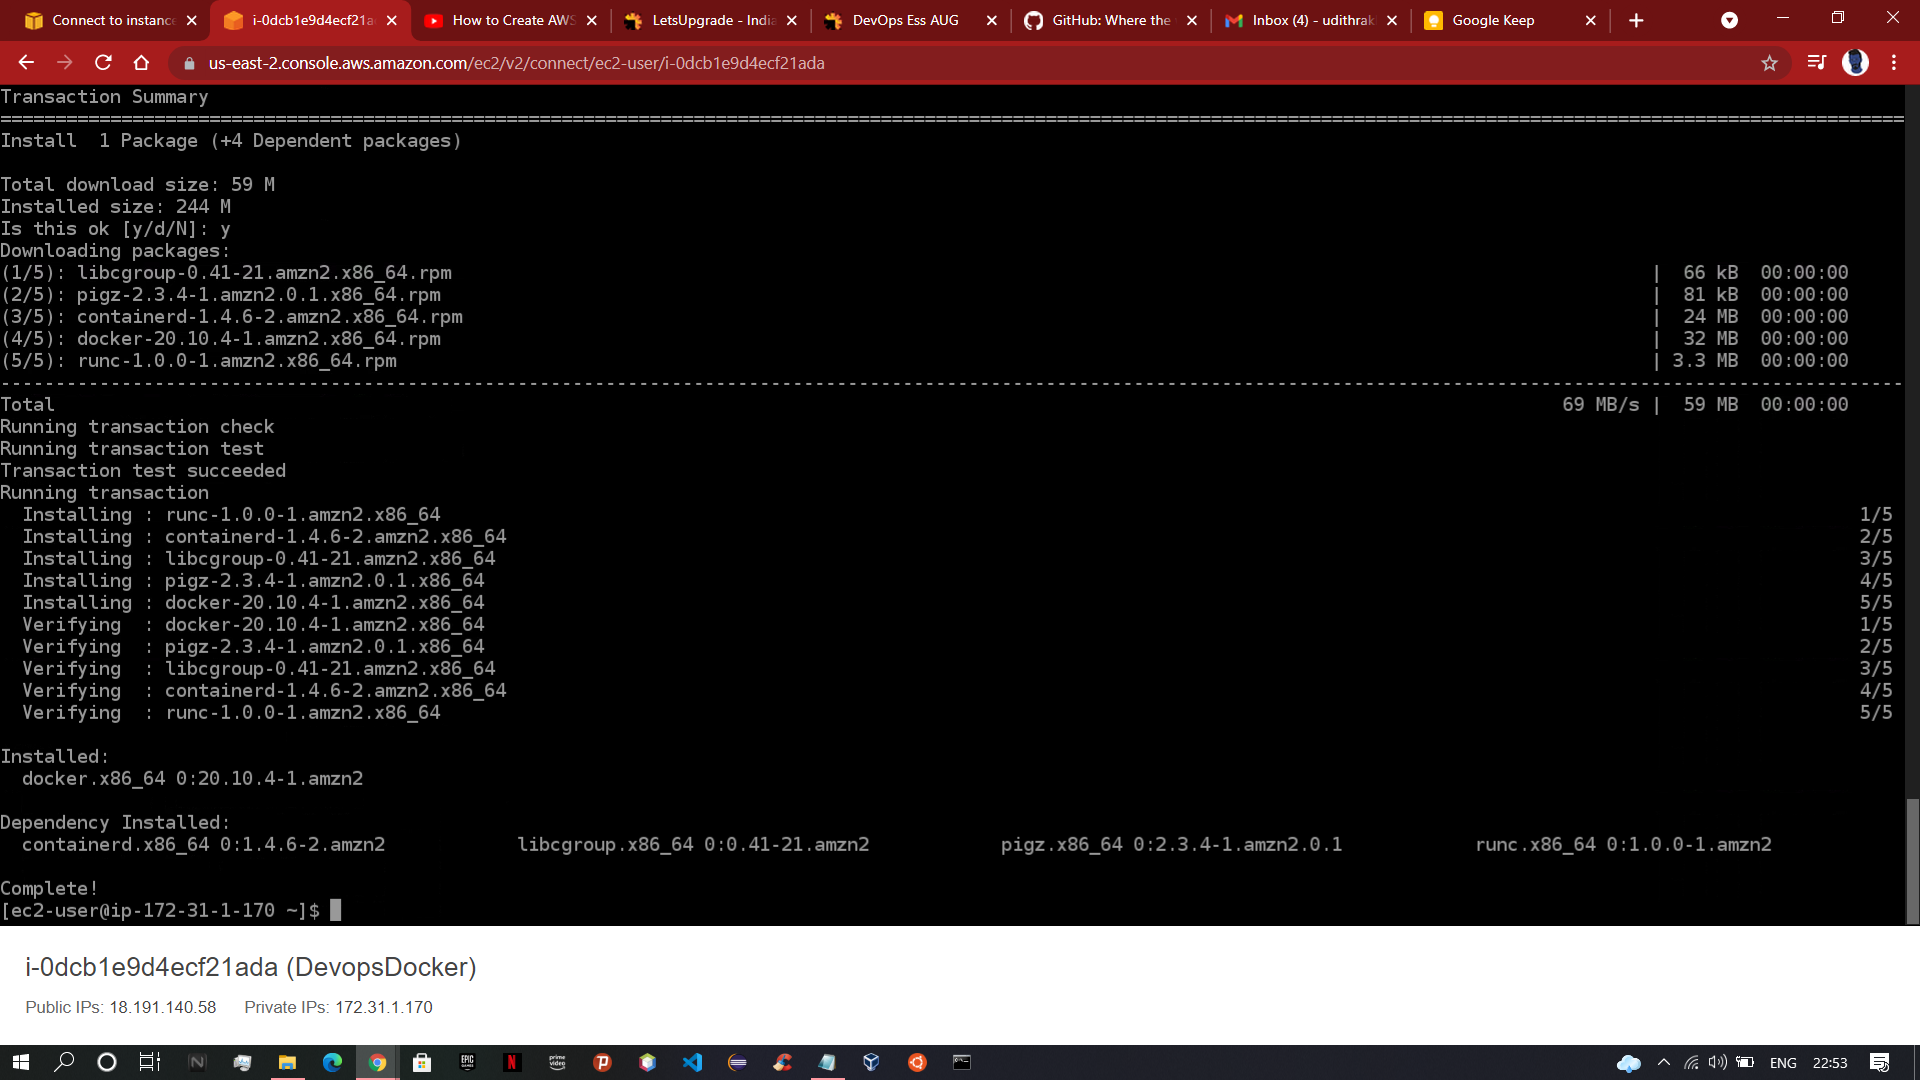 Connect to instance
i-0dcb1e9d4ecf21a
How to Create AWS
LetsUpgrade - India
DevOps Ess AUG
GitHub: Where the
Inbox (4) - udithrak
Google Keep
us-east-2.console.aws.amazon.com/ec2/v2/connect/ec2-user/i-0dcb1e9d4ecf21ada
Transaction Summary
================================================================================
Install  1 Package (+4 Dependent packages)
Total download size: 59 M
Installed size: 244 M
Is this ok [y/d/N]: y
Downloading packages:
(1/5): libcgroup-0.41-21.amzn2.x86_64.rpm | 66 kB 00:00:00
(2/5): pigz-2.3.4-1.amzn2.0.1.x86_64.rpm | 81 kB 00:00:00
(3/5): containerd-1.4.6-2.amzn2.x86_64.rpm | 24 MB 00:00:00
(4/5): docker-20.10.4-1.amzn2.x86_64.rpm | 32 MB 00:00:00
(5/5): runc-1.0.0-1.amzn2.x86_64.rpm | 3.3 MB 00:00:00
--------------------------------------------------------------------------------
Total 69 MB/s | 59 MB 00:00:00
Running transaction check
Running transaction test
Transaction test succeeded
Running transaction
Installing : runc-1.0.0-1.amzn2.x86_64 1/5
Installing : containerd-1.4.6-2.amzn2.x86_64 2/5
Installing : libcgroup-0.41-21.amzn2.x86_64 3/5
Installing : pigz-2.3.4-1.amzn2.0.1.x86_64 4/5
Installing : docker-20.10.4-1.amzn2.x86_64 5/5
Verifying : docker-20.10.4-1.amzn2.x86_64 1/5
Verifying : pigz-2.3.4-1.amzn2.0.1.x86_64 2/5
Verifying : libcgroup-0.41-21.amzn2.x86_64 3/5
Verifying : containerd-1.4.6-2.amzn2.x86_64 4/5
Verifying : runc-1.0.0-1.amzn2.x86_64 5/5
Installed:
docker.x86_64 0:20.10.4-1.amzn2
Dependency Installed:
containerd.x86_64 0:1.4.6-2.amzn2 libcgroup.x86_64 0:0.41-21.amzn2 pigz.x86_64 0:2.3.4-1.amzn2.0.1 runc.x86_64 0:1.0.0-1.amzn2
Complete!
[ec2-user@ip-172-31-1-170 ~]$
i-0dcb1e9d4ecf21ada (DevopsDocker)
Public IPs: 18.191.140.58 Private IPs: 172.31.1.170
EPIC GAMES
prime video
ENG 22:53